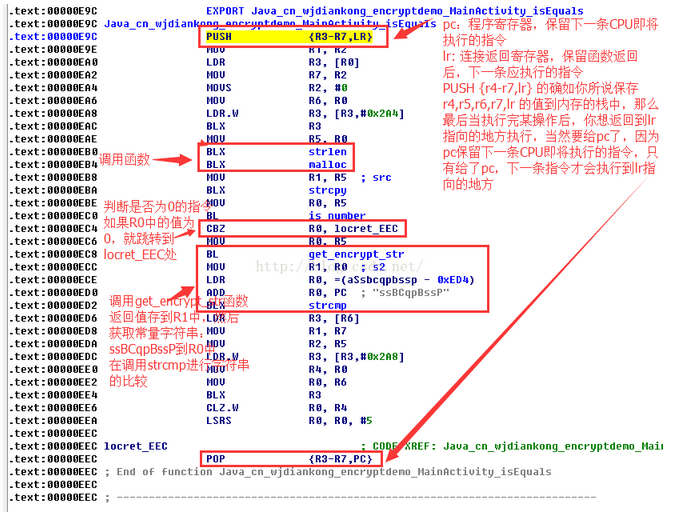 .text:00000E9C EXPORT Java_cn_wjdiankong_encryptdemo_MainActivity_isEquals
.text:00000E9C Java_cn_wjdiankong_encryptdemo_MainActivity_isEquals
.text:00000E9C PUSH {R3-R7,LR}
.text:00000E9E MOV R1, R2
.text:00000EA0 LDR R3, [R0]
.text:00000EA2 MOV R7, R2
.text:00000EA4 MOVS R2, #0
.text:00000EA6 MOV R6, R0
.text:00000EA8 LDR.W R3, [R3,#0x2A4]
.text:00000EAC BLX R3
.text:00000EAE MOV R5, R0
.text:00000EB0 BLX strlen
.text:00000EB4 BLX malloc
.text:00000EB8 MOV R1, R5 ; src
.text:00000EBA BLX strcpy
.text:00000EBE MOV R0, R5
.text:00000EC0 BL is_number
.text:00000EC4 CBZ R0, locret_EEC
.text:00000EC6 MOV R0, R5
.text:00000EC8 BL get_encrypt_str
.text:00000ECC MOV R1, R0 ; s2
.text:00000ECE LDR R0, =(aSsbcqpbssp - 0xED4)
.text:00000ED0 ADD R0, PC ; "ssBCqpBssP"
.text:00000ED2 BLX strcmp
.text:00000ED6 LDR R3, [R6]
.text:00000ED8 MOV R1, R7
.text:00000EDA MOV R2, R5
.text:00000EDC LDR.W R3, [R3,#0x2A8]
.text:00000EE0 MOV R4, R0
.text:00000EE2 MOV R0, R6
.text:00000EE4 BLX R3
.text:00000EE6 CLZ.W R0, R4
.text:00000EEA LSRS R0, R0, #5
.text:00000EEC
.text:00000EEC locret_EEC ; CODE XREF: Java_cn_wjdiankong_encryptdemo_Mai
.text:00000EEC POP {R3-R7,PC}
.text:00000EEC ; End of function Java_cn_wjdiankong_encryptdemo_MainActivity_isEquals
.text:00000EEC
.text:00000EEC ; ---------------------------------------------------------------------------
pc：程序寄存器，保留下一条CPU即将
执行的指令
lr: 连接返回寄存器，保留函数返回
后，下一条应执行的指令
PUSH {r4-r7,lr} 的确如你所说保存
r4,r5,r6,r7,lr 的值到内存的栈中，那么
最后当执行完某操作后，你想返回到lr
指向的地方执行，当然要给pc了，因为
pc保留下一条CPU即将执行的指令，只
有给了pc，下一条指令才会执行到lr指
向的地方
调用函数
判断是否为0的指令
如果R0中的值为
0，就跳转到
locret_EEC处
调用get_encrypt_str函数
返回值存到R1中，然后
获取常量字符串：
ssBCqpBssP到R0中
在调用strcmp进行字符串
的比较